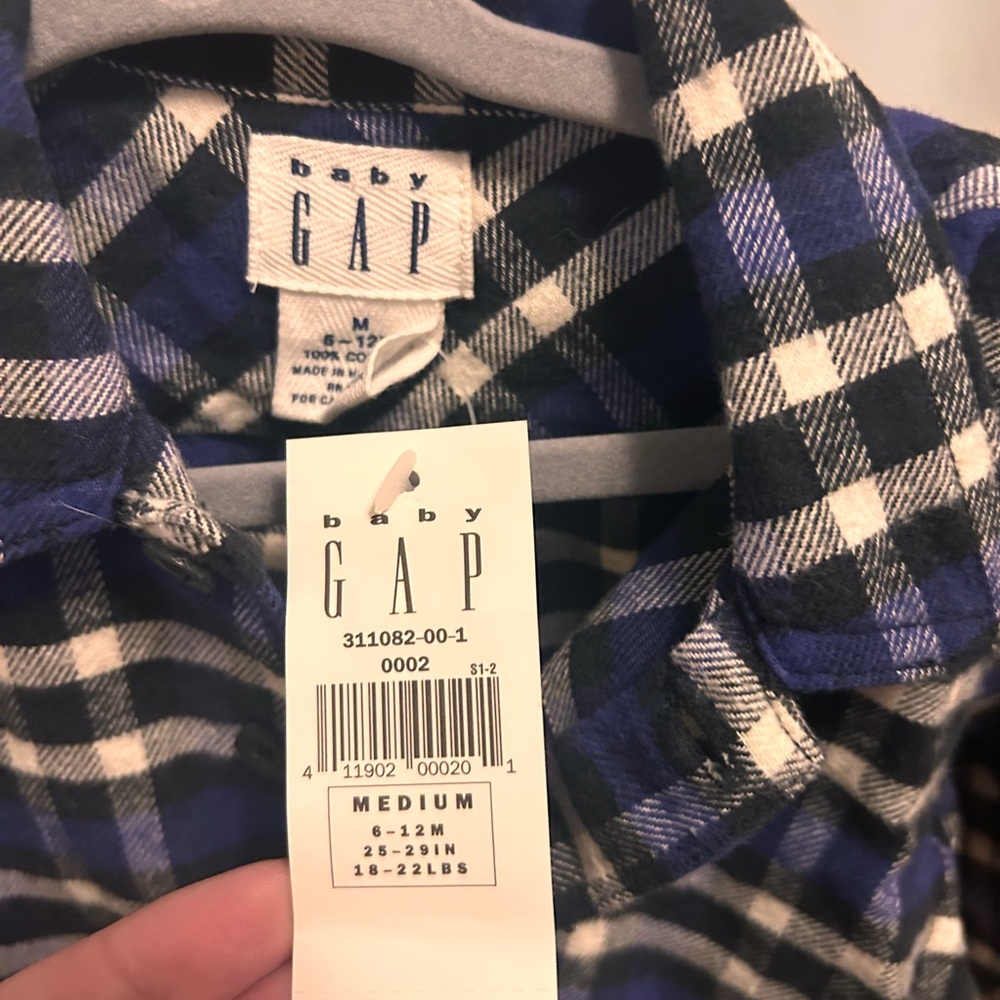 baby
GAP
M
6-12
100% CO
MADE IN
FOR
baby
GAP
311082-00-1
0002
S1-2
4 11902 00020 1
MEDIUM
6-12M
25-29IN
18-22LBS